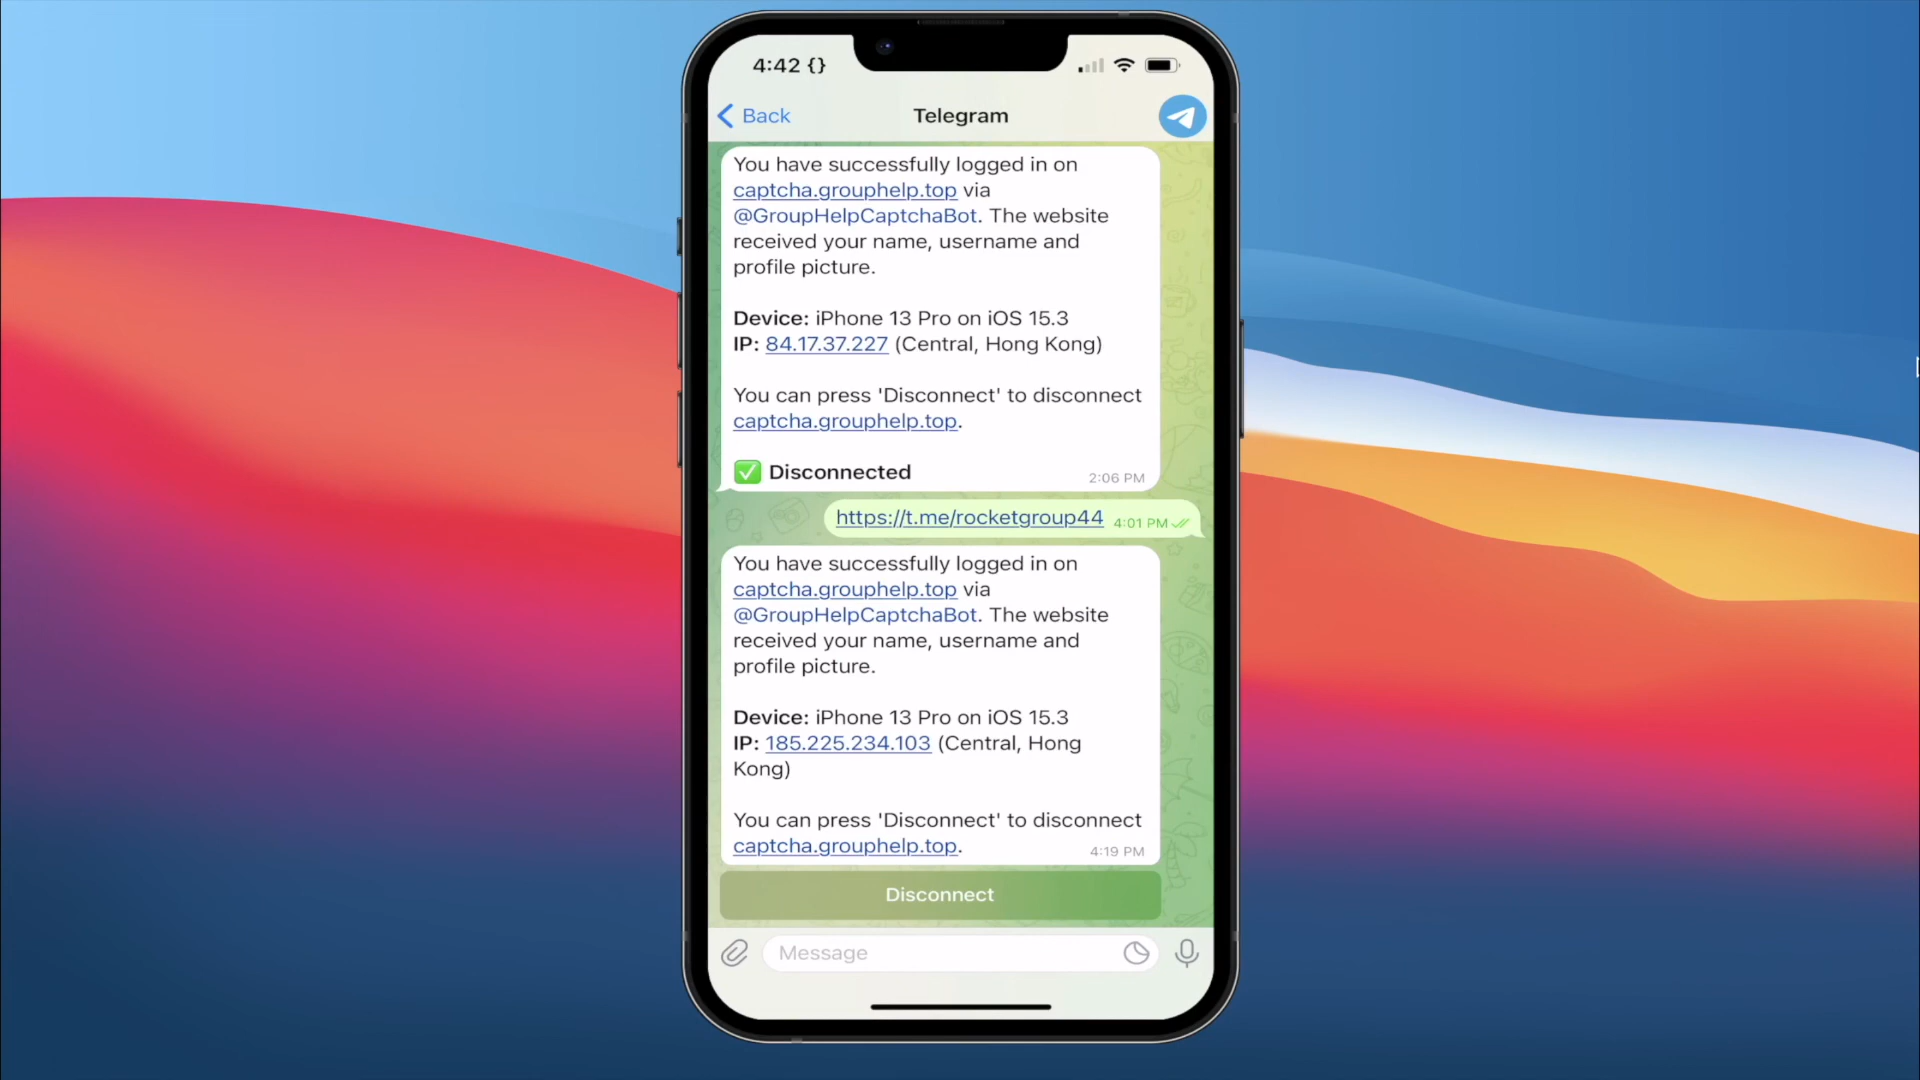 4:42 {}
Back
Telegram
You have successfully logged in on
captcha.grouphelp.top via
@GroupHelpCaptchaBot. The website
received your name, username and
profile picture.
Device: iPhone 13 Pro on iOS 15.3
IP: 84.17.37.227 (Central, Hong Kong)
You can press 'Disconnect' to disconnect
captcha.grouphelp.top.
✅ Disconnected 2:06 PM
https://t.me/rocketgroup44 4:01 PM
You have successfully logged in on
captcha.grouphelp.top via
@GroupHelpCaptchaBot. The website
received your name, username and
profile picture.
Device: iPhone 13 Pro on iOS 15.3
IP: 185.225.234.103 (Central, Hong
Kong)
You can press 'Disconnect' to disconnect
captcha.grouphelp.top. 4:19 PM
Disconnect
Message